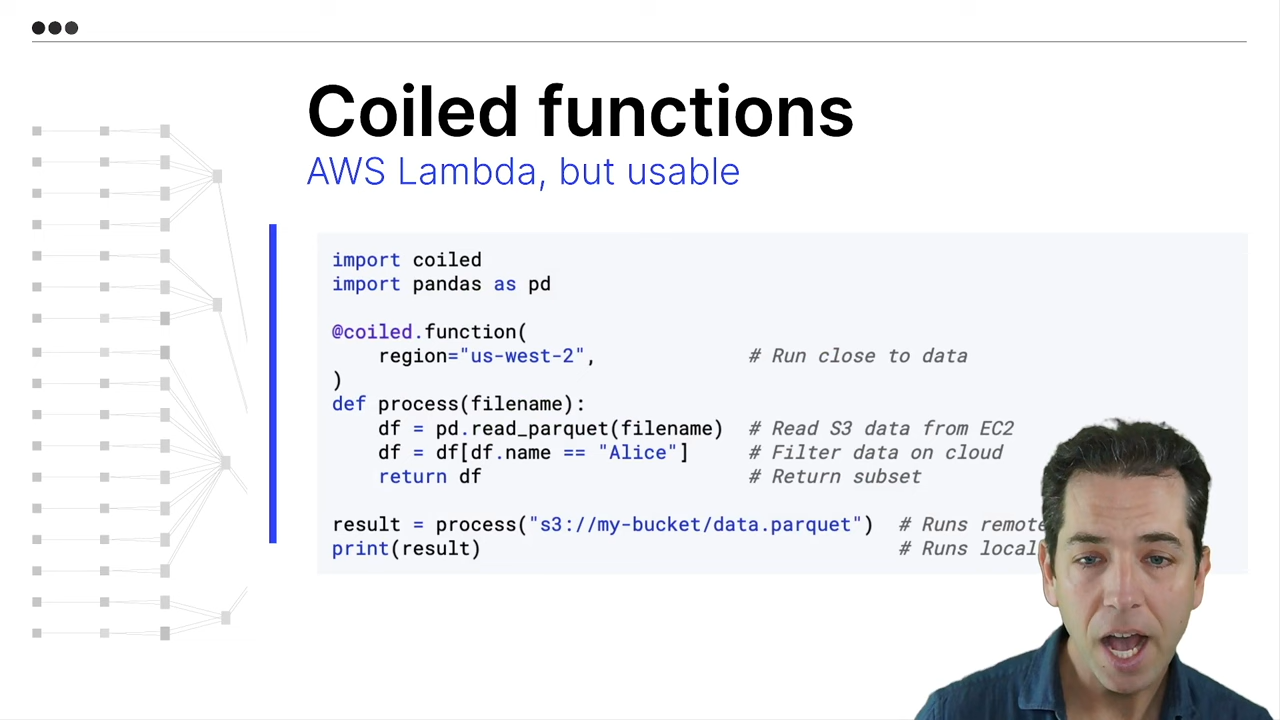 Coiled functions
AWS Lambda, but usable
import coiled
import pandas as pd
@coiled.function(
    region="us-west-2",             # Run close to data
)
def process(filename):
    df = pd.read_parquet(filename)  # Read S3 data from EC2
    df = df[df.name == "Alice"]     # Filter data on cloud
    return df                       # Return subset
result = process("s3://my-bucket/data.parquet")  # Runs
print(result)                                    # Runs